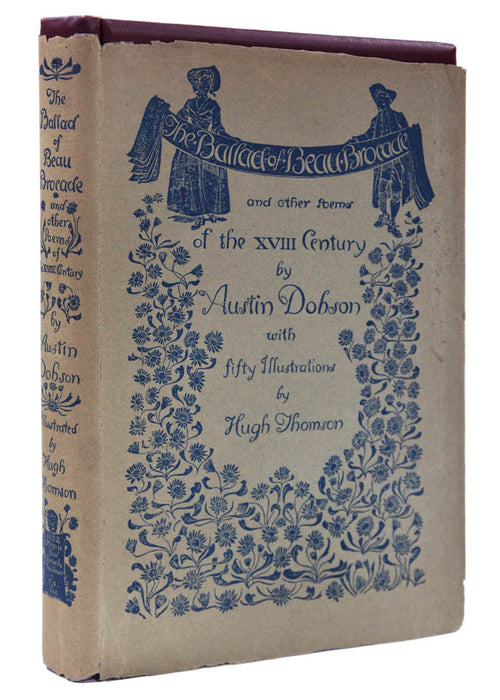 The
Ballad
of
Beau
Brocade
and
other
Poems
of
XVIII Century
by
Austin
Dobson
Illustrated
by
Hugh
Thomson
The Ballad of Beau Brocade
and other Poems
of the XVIII Century
by
Austin Dobson
with
fifty Illustrations
by
Hugh Thomson